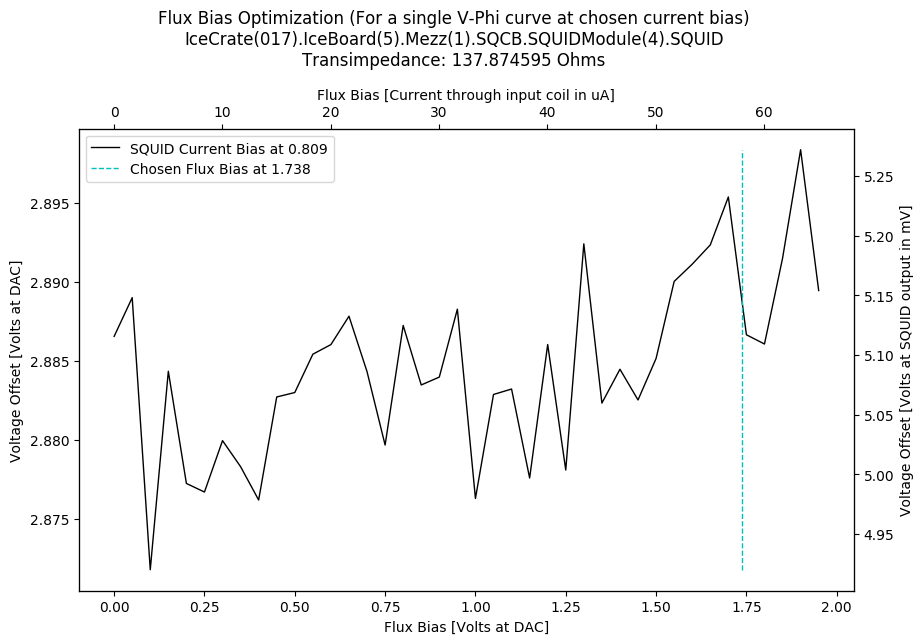 Flux Bias Optimization (For a single V-Phi curve at chosen current bias)
IceCrate(017).IceBoard(5).Mezz(1).SQCB.SQUIDModule(4).SQUID
Transimpedance: 137.874595 Ohms
Flux Bias [Current through input coil in uA]
0 10 20 30 40 50 60
SQUID Current Bias at 0.809
Chosen Flux Bias at 1.738
Voltage Offset [Volts at DAC]
2.895
2.890
2.885
2.880
2.875
5.25
5.20
5.15
5.10
5.05
5.00
4.95
Voltage Offset [Volts at SQUID output in mV]
0.00 0.25 0.50 0.75 1.00 1.25 1.50 1.75 2.00
Flux Bias [Volts at DAC]